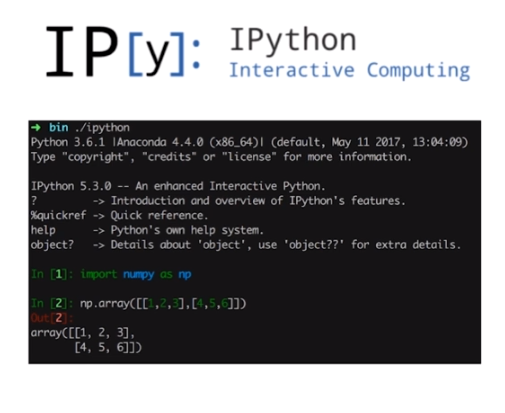 IP[y]: IPython
Interactive Computing
→ bin ./ipython
Python 3.6.1 |Anaconda 4.4.0 (x86_64)| (default, May 11 2017, 13:04:09)
Type "copyright", "credits" or "license" for more information.
IPython 5.3.0 -- An enhanced Interactive Python.
? -> Introduction and overview of IPython's features.
%quickref -> Quick reference.
help -> Python's own help system.
object? -> Details about 'object', use 'object??' for extra details.
In [1]: import numpy as np
In [2]: np.array([[1,2,3],[4,5,6]])
Out[2]:
array([[1, 2, 3],
[4, 5, 6]])